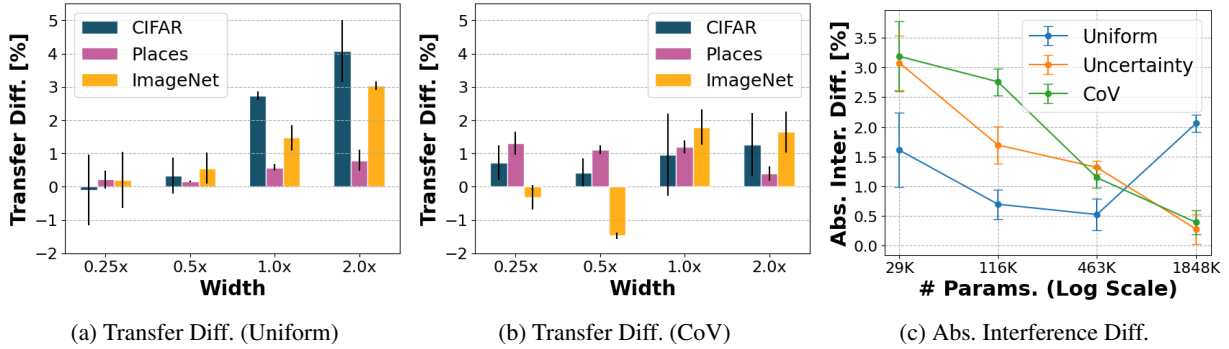 Transfer Diff. [%]
5
4
3
2
1
0
−1
−2
CIFAR
Places
ImageNet
0.25x 0.5x 1.0x 2.0x
Width
(a) Transfer Diff. (Uniform)
Transfer Diff. [%]
5
4
3
2
1
0
−1
−2
CIFAR
Places
ImageNet
0.25x 0.5x 1.0x 2.0x
Width
(b) Transfer Diff. (CoV)
Abs. Inter. Diff. [%]
3.5
3.0
2.5
2.0
1.5
1.0
0.5
0.0
Uniform
Uncertainty
CoV
29K 116K 463K 1848K
# Params. (Log Scale)
(c) Abs. Interference Diff.